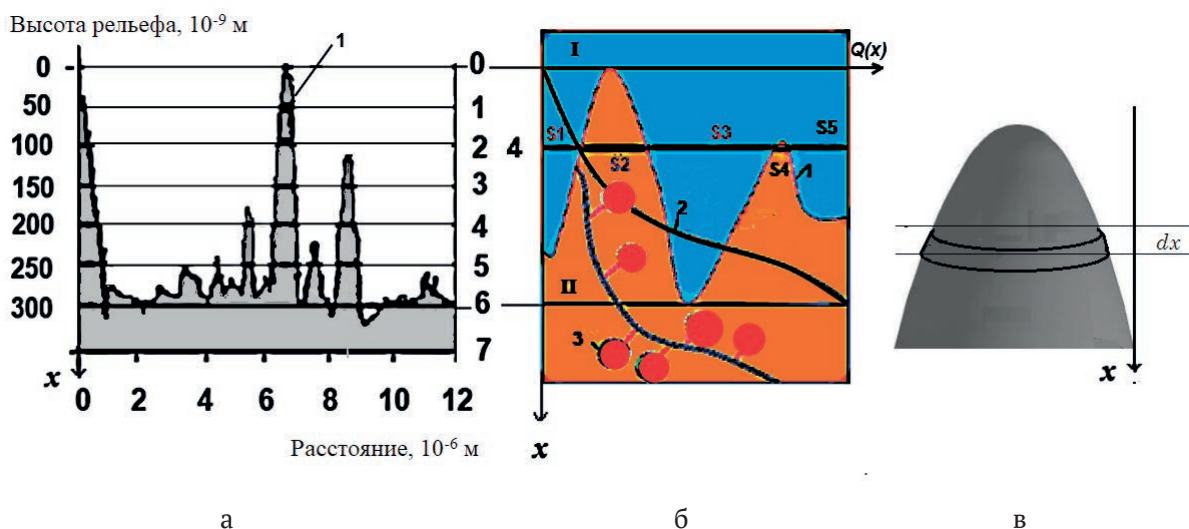 Высота рельефа, 10-9 м
1
0
50
100
150
200
250
300
x
0 2 4 6 8 10 12
Расстояние, 10-6 м
0
1
2
3
4
5
6
7
I
Q(x)
4
S1
S2
S3
S4
S5
1
2
II
3
x
dx
x
а
б
в